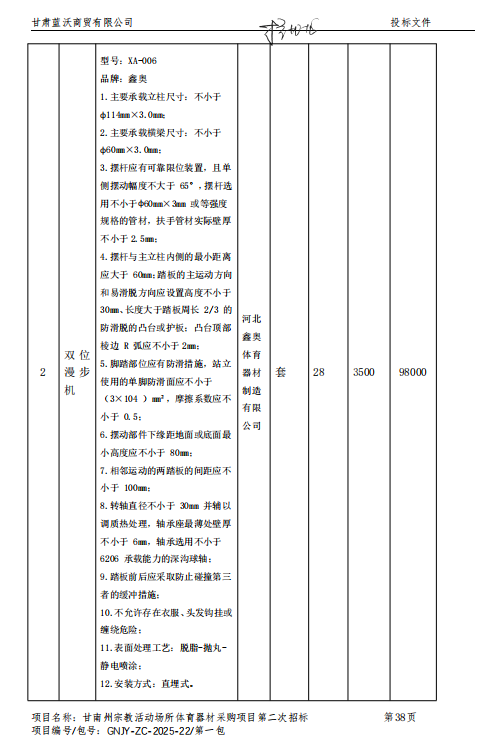 甘肃蓝沃商贸有限公司
投标文件
2
双位
漫步
机
型号：XA-006
品牌：鑫奥
1.主要承载立柱尺寸：不小于
φ114mm×3.0mm；
2.主要承载横梁尺寸：不小于
φ60mm×3.0mm；
3.摆杆应有可靠限位装置，且单
侧摆动幅度不大于 65°,摆杆选
用不小于φ60mm×3mm 或等强度
规格的管材，扶手管材实际壁厚
不小于 2.5mm；
4.摆杆与主立柱内侧的最小距离
应大于 60mm；踏板的主运动方向
和易滑脱方向应设置高度不小于
30mm、长度大于踏板周长 2/3 的
防滑脱的凸台或护板；凸台顶部
棱边 R 弧应不小于 2mm；
5.脚踏部位应有防滑措施，站立
使用的单脚防滑面应不小于
（3×104 ）mm²，摩擦系数应不
小于 0.5；
6.摆动部件下缘距地面或底面最
小高度应不小于 80mm；
7.相邻运动的两踏板的间距应不
小于 100mm；
8.转轴直径不小于 30mm 并辅以
调质热处理，轴承座最薄处壁厚
不小于 6mm，轴承选用不小于
6206 承载能力的深沟球轴；
9.踏板前后应采取防止碰撞第三
者的缓冲措施；
10.不允许存在衣服、头发钩挂或
缠绕危险；
11.表面处理工艺：脱脂-抛丸-
静电喷涂；
12.安装方式：直埋式。
河北
鑫奥
体育
器材
制造
有限
公司
套
28
3500
98000
项目名称：甘南州宗教活动场所体育器材采购项目第二次招标
第38页
项目编号/包号：GNJY-ZC-2025-22/第一包